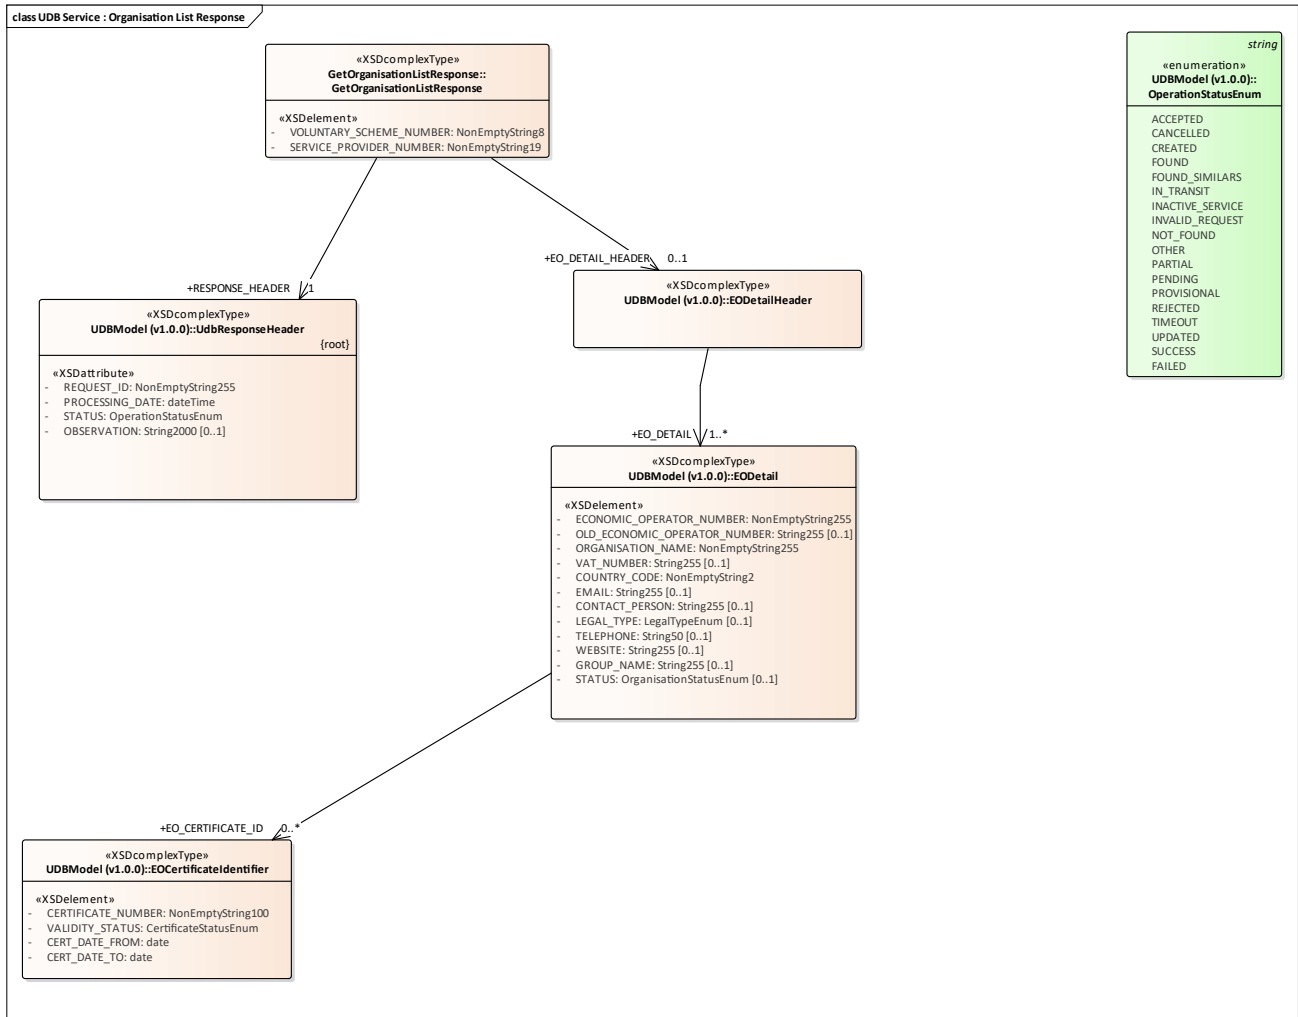 class UDB Service : Organisation List Response
«XSDcomplexType»
GetOrganisationListResponse::
GetOrganisationListResponse
«XSDelement»
- VOLUNTARY_SCHEME_NUMBER: NonEmptyString8
- SERVICE_PROVIDER_NUMBER: NonEmptyString19
string
«enumeration»
UDBModel (v1.0.0)::
OperationStatusEnum
ACCEPTED
CANCELLED
CREATED
FOUND
FOUND_SIMILARS
IN_TRANSIT
INACTIVE_SERVICE
INVALID_REQUEST
NOT_FOUND
OTHER
PARTIAL
PENDING
PROVISIONAL
REJECTED
TIMEOUT
UPDATED
SUCCESS
FAILED
+EO_DETAIL_HEADER 0..1
«XSDcomplexType»
UDBModel (v1.0.0)::EODetailHeader
+RESPONSE_HEADER 1
«XSDcomplexType»
UDBModel (v1.0.0)::UdbResponseHeader
{root}
«XSDattribute»
- REQUEST_ID: NonEmptyString255
- PROCESSING_DATE: dateTime
- STATUS: OperationStatusEnum
- OBSERVATION: String2000 [0..1]
+EO_DETAIL 1..*
«XSDcomplexType»
UDBModel (v1.0.0)::EODetail
«XSDelement»
- ECONOMIC_OPERATOR_NUMBER: NonEmptyString255
- OLD_ECONOMIC_OPERATOR_NUMBER: String255 [0..1]
- ORGANISATION_NAME: NonEmptyString255
- VAT_NUMBER: String255 [0..1]
- COUNTRY_CODE: NonEmptyString2
- EMAIL: String255 [0..1]
- CONTACT_PERSON: String255 [0..1]
- LEGAL_TYPE: LegalTypeEnum [0..1]
- TELEPHONE: String50 [0..1]
- WEBSITE: String255 [0..1]
- GROUP_NAME: String255 [0..1]
- STATUS: OrganisationStatusEnum [0..1]
+EO_CERTIFICATE_ID 0..*
«XSDcomplexType»
UDBModel (v1.0.0)::EOCertificateIdentifier
«XSDelement»
- CERTIFICATE_NUMBER: NonEmptyString100
- VALIDITY_STATUS: CertificateStatusEnum
- CERT_DATE_FROM: date
- CERT_DATE_TO: date